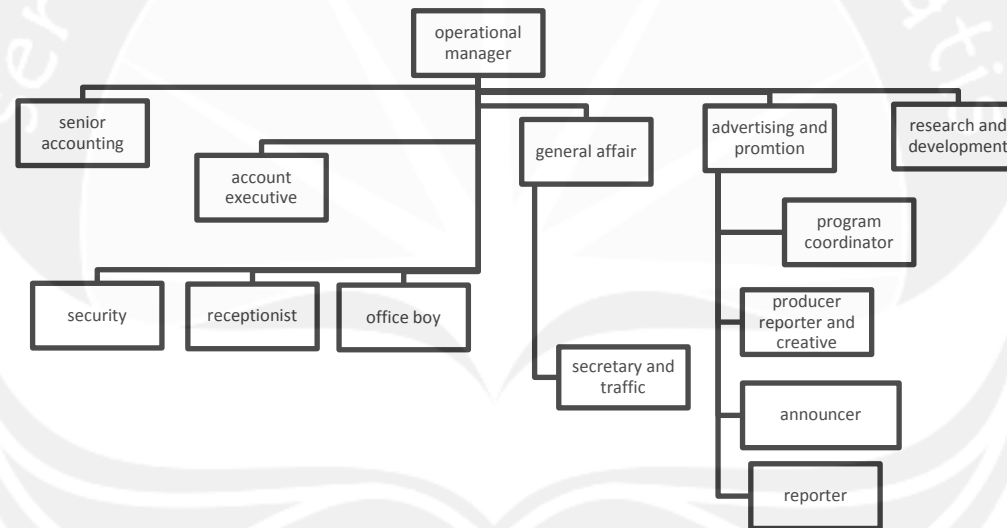 operational
manager
senior
accounting
account
executive
general affair
advertising and
promtion
research and
development
program
coordinator
security
receptionist
office boy
producer
reporter and
creative
secretary and
traffic
announcer
reporter